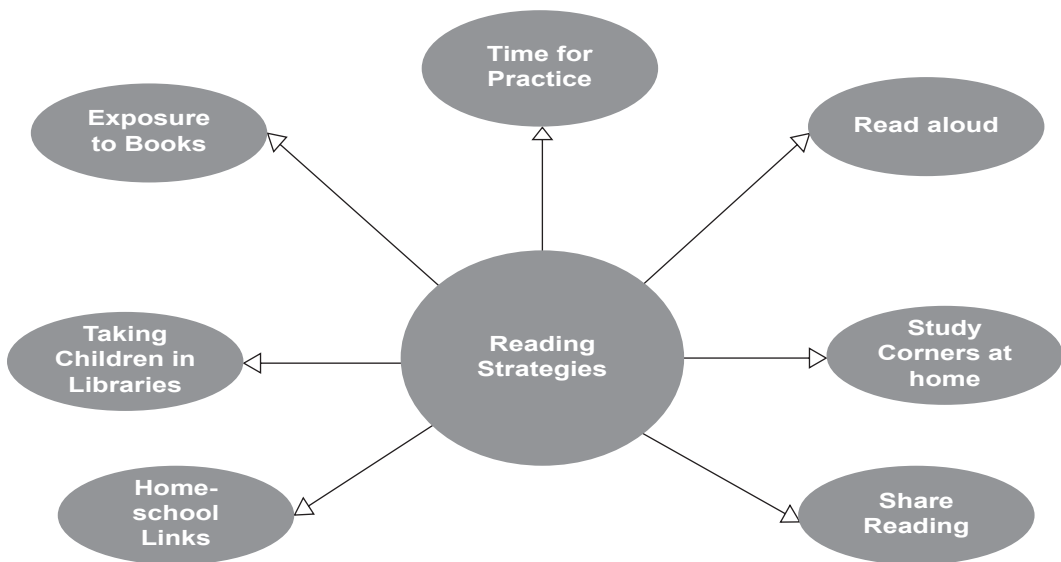 Time for
Practice
Exposure
to Books
Read aloud
Reading
Strategies
Taking
Children in
Libraries
Study
Corners at
home
Home-
school
Links
Share
Reading